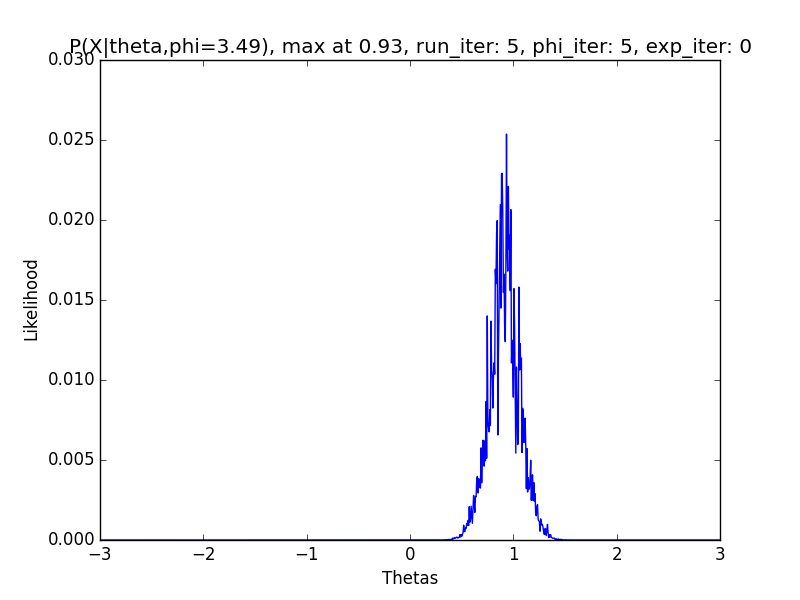 P(X|theta,phi=3.49), max at 0.93, run_iter: 5, phi_iter: 5, exp_iter: 0
0.030
0.025
0.020
0.015
0.010
0.005
0.000
Likelihood
−3 −2 −1 0 1 2 3
Thetas